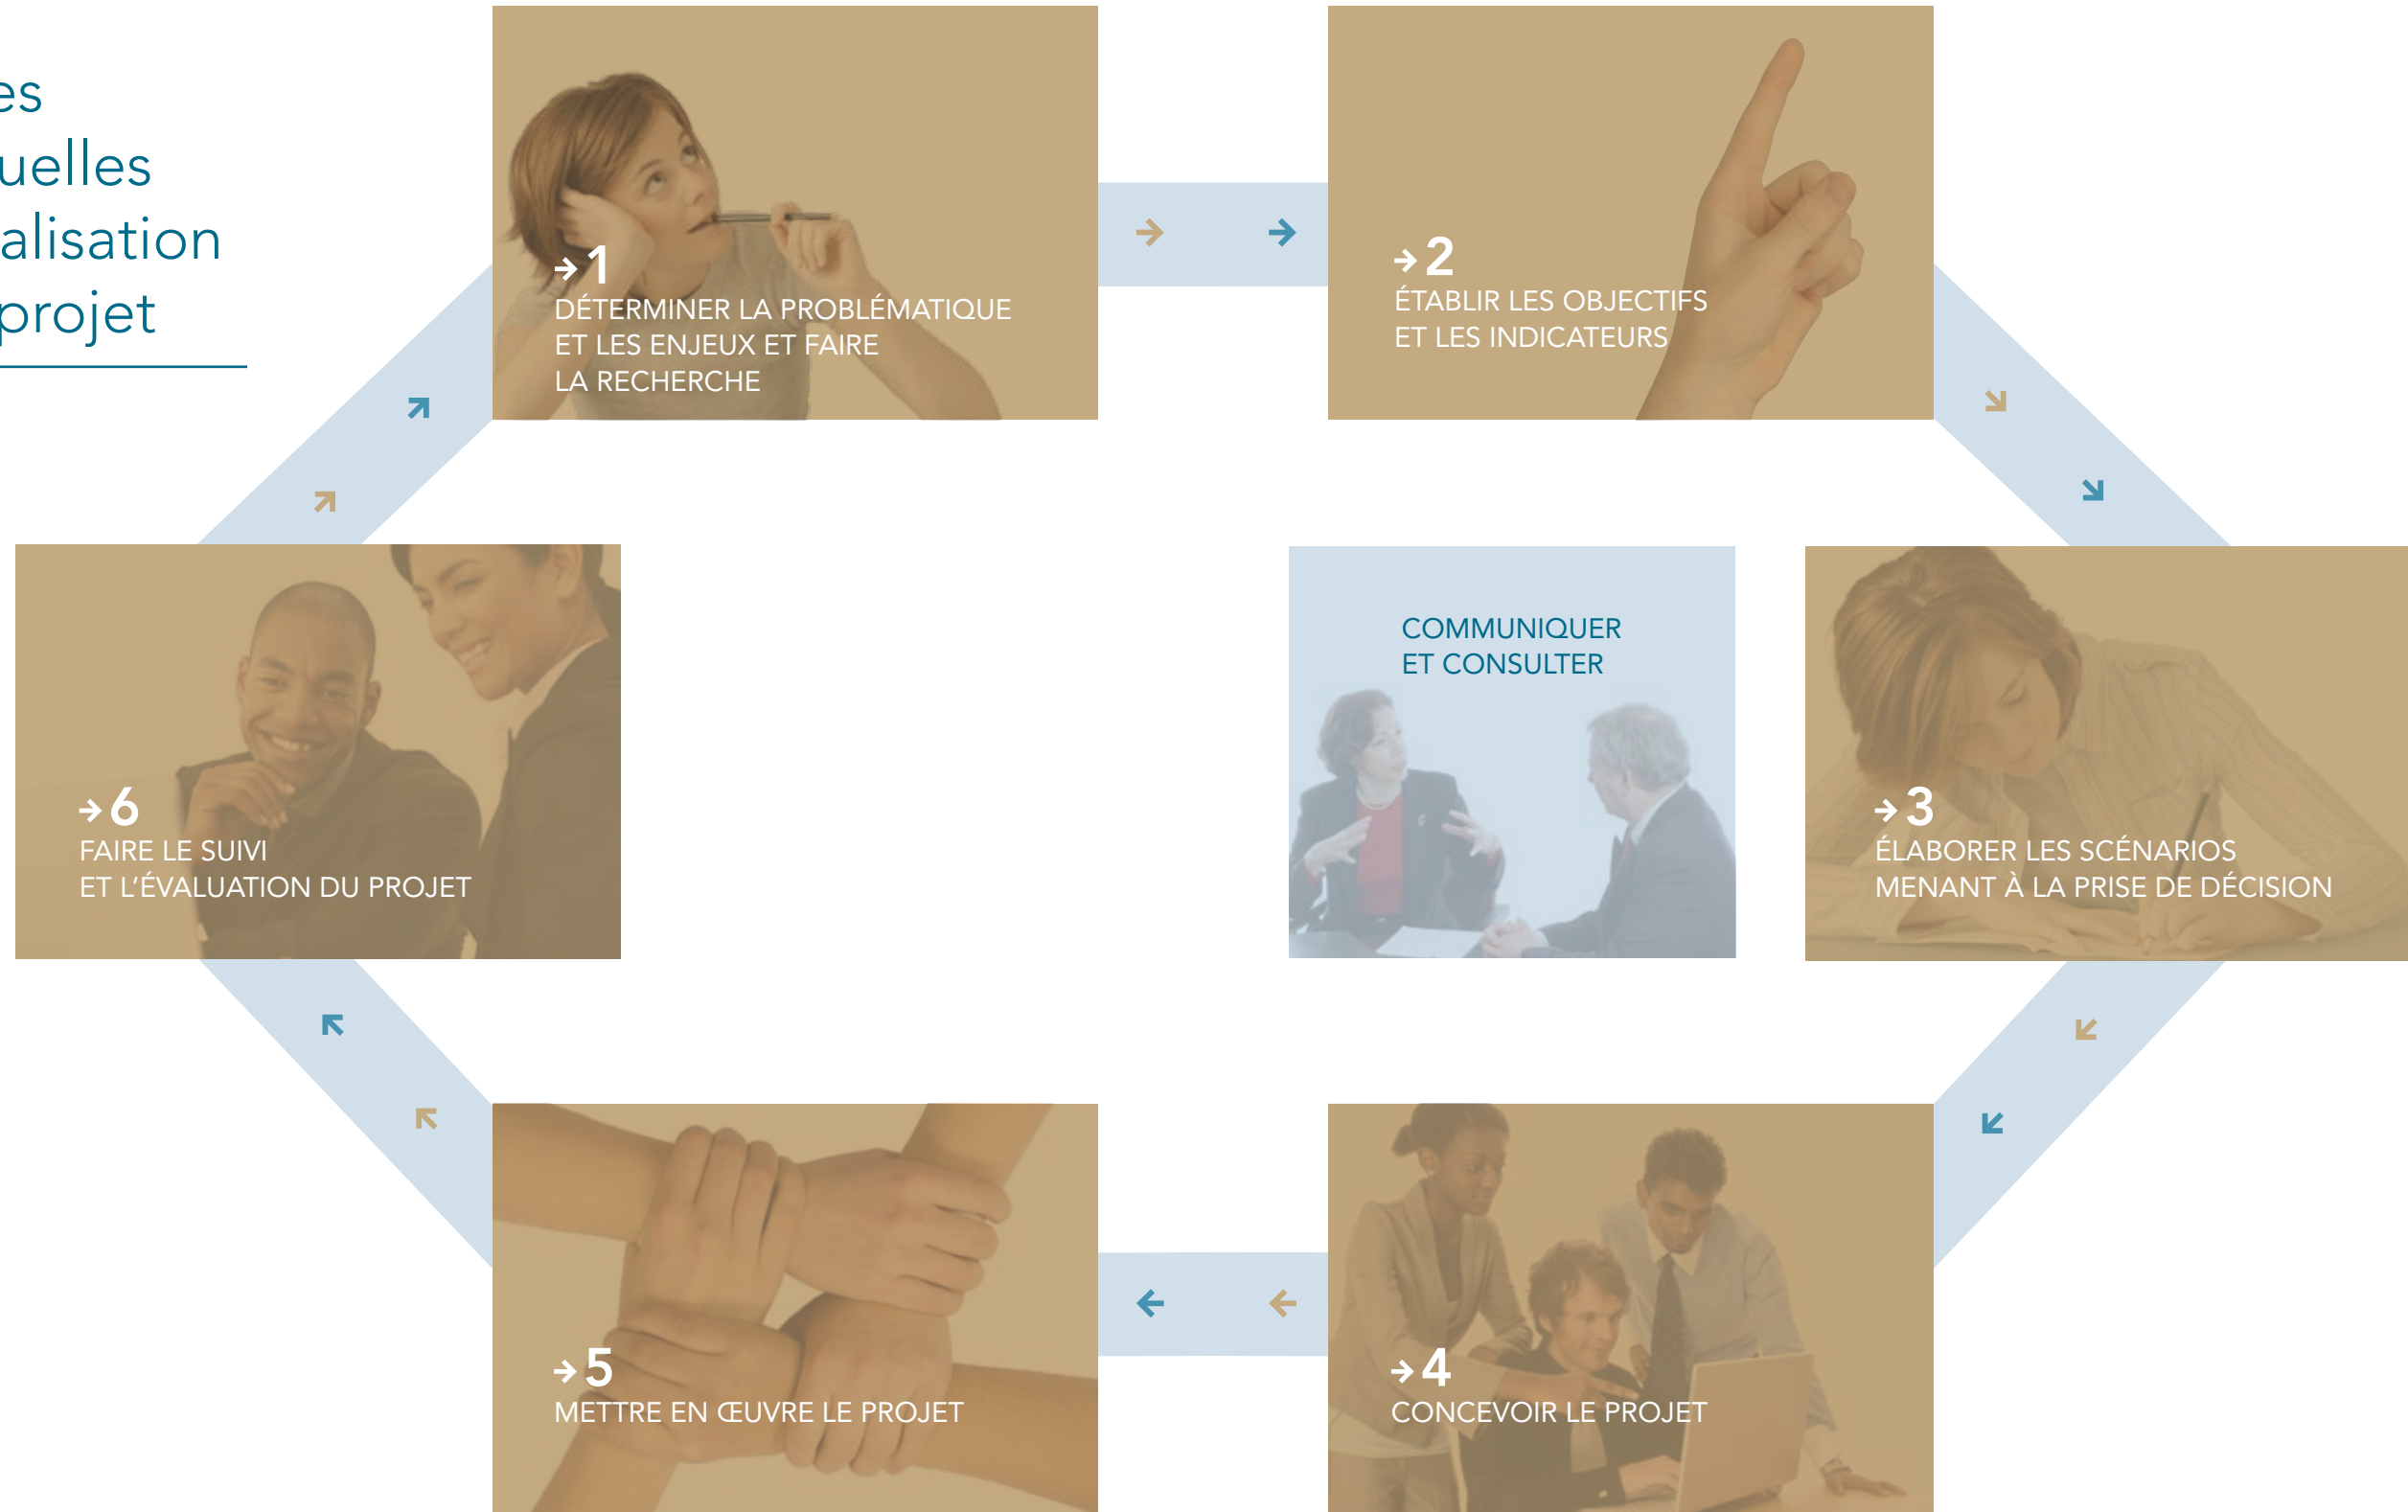 es
uelles
alisation
projet
→1
DÉTERMINER LA PROBLÉMATIQUE
ET LES ENJEUX ET FAIRE
LA RECHERCHE
→2
ÉTABLIR LES OBJECTIFS
ET LES INDICATEURS
COMMUNIQUER
ET CONSULTER
→3
ÉLABORER LES SCÉNARIOS
MENANT À LA PRISE DE DÉCISION
→4
CONCEVOIR LE PROJET
→5
METTRE EN ŒUVRE LE PROJET
→6
FAIRE LE SUIVI
ET L’ÉVALUATION DU PROJET